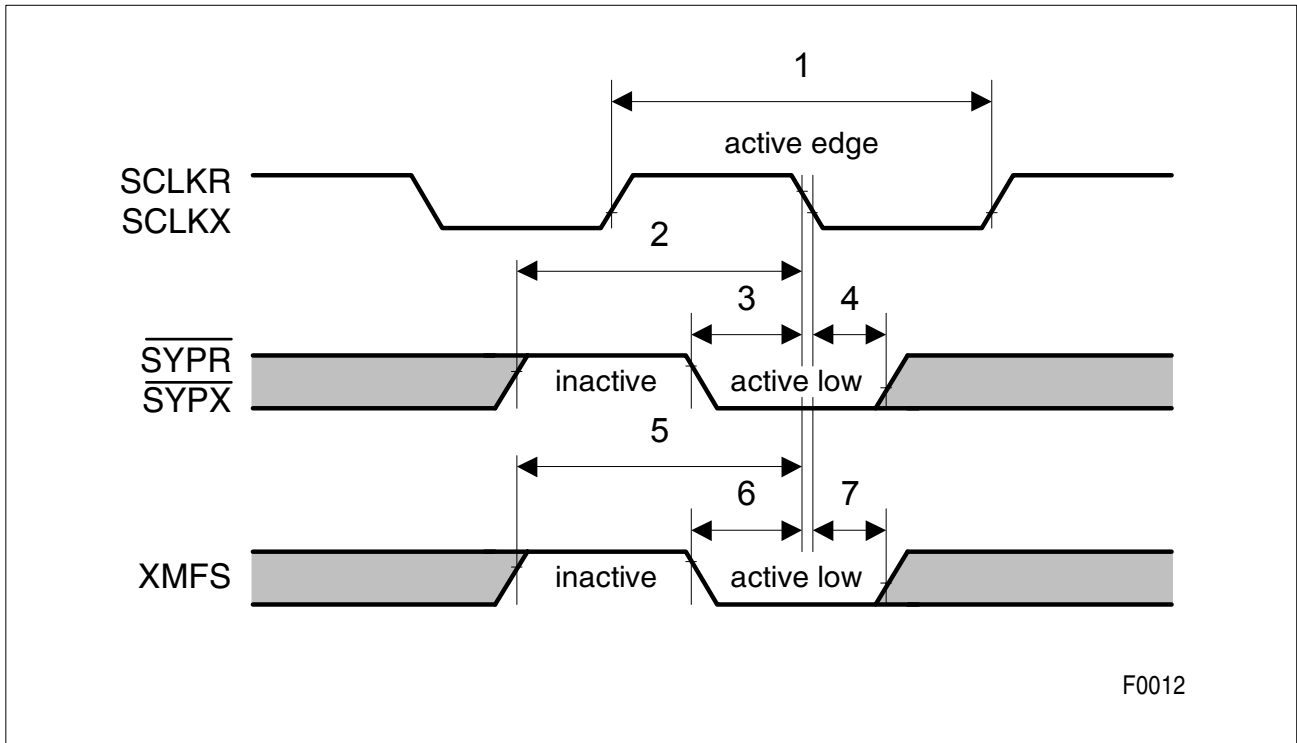 1
active edge
SCLKR
SCLKX
2
3
4
SYPR
SYPX
inactive
active low
5
6
7
XMFS
inactive
active low
F0012